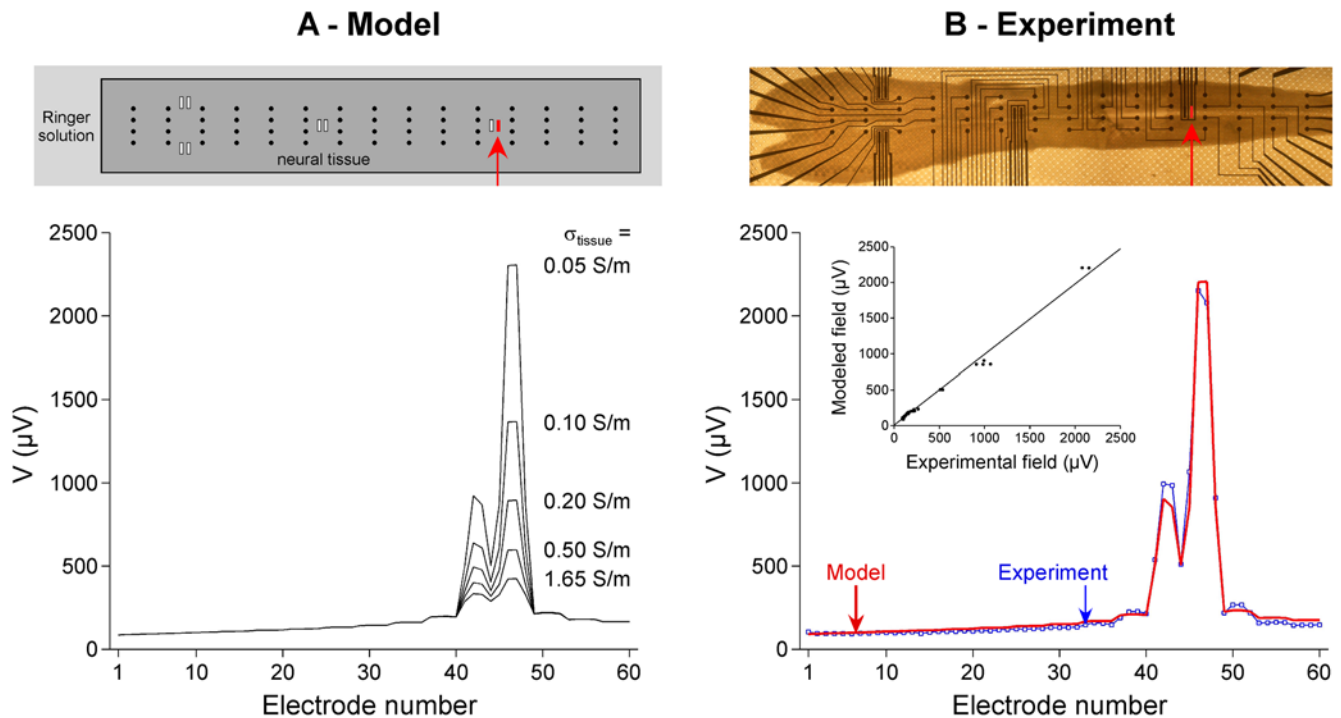 A - Model
Ringer
solution
neural tissue
2500
2000
1500
1000
500
0
V (µV)
σtissue =
0.05 S/m
0.10 S/m
0.20 S/m
0.50 S/m
1.65 S/m
1 10 20 30 40 50 60
Electrode number
B - Experiment
2500
2000
1500
1000
500
0
V (µV)
2500
2000
1500
1000
500
0
Modeled field (µV)
0 500 1000 1500 2000 2500
Experimental field (µV)
Model
Experiment
1 10 20 30 40 50 60
Electrode number